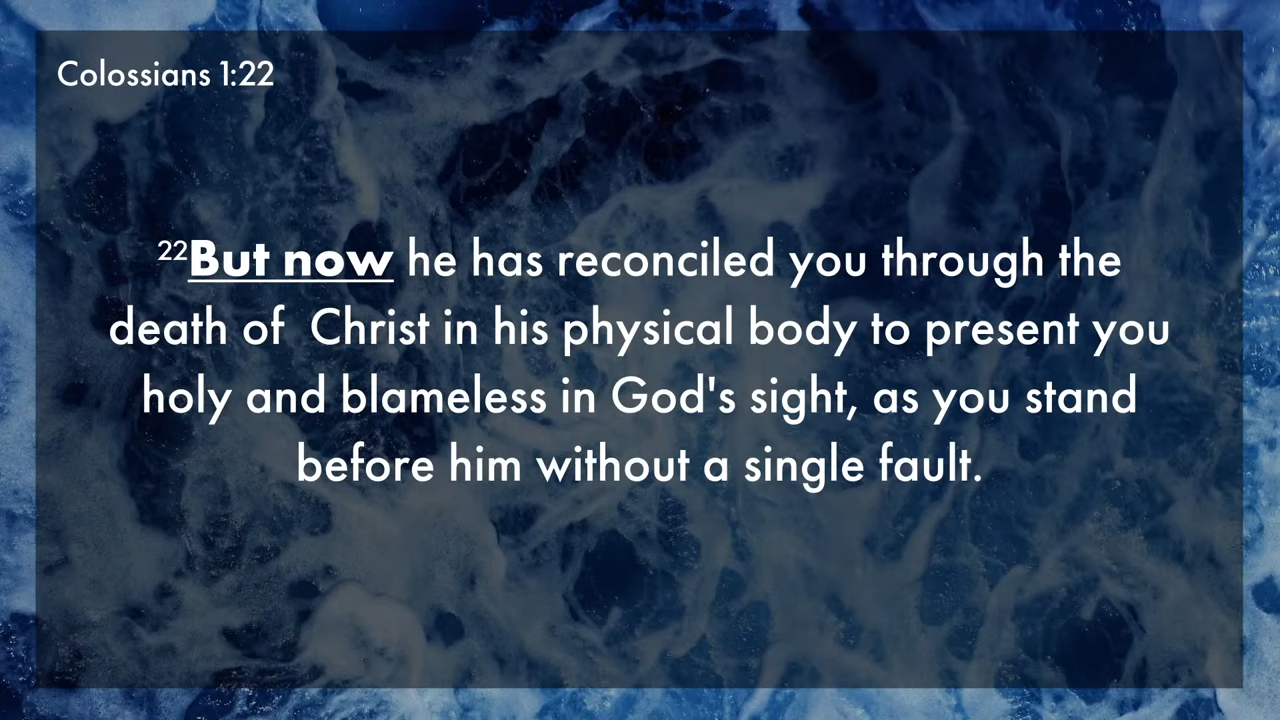 Colossians 1:22
22But now he has reconciled you through the
death of  Christ in his physical body to present you
holy and blameless in God's sight, as you stand
before him without a single fault.